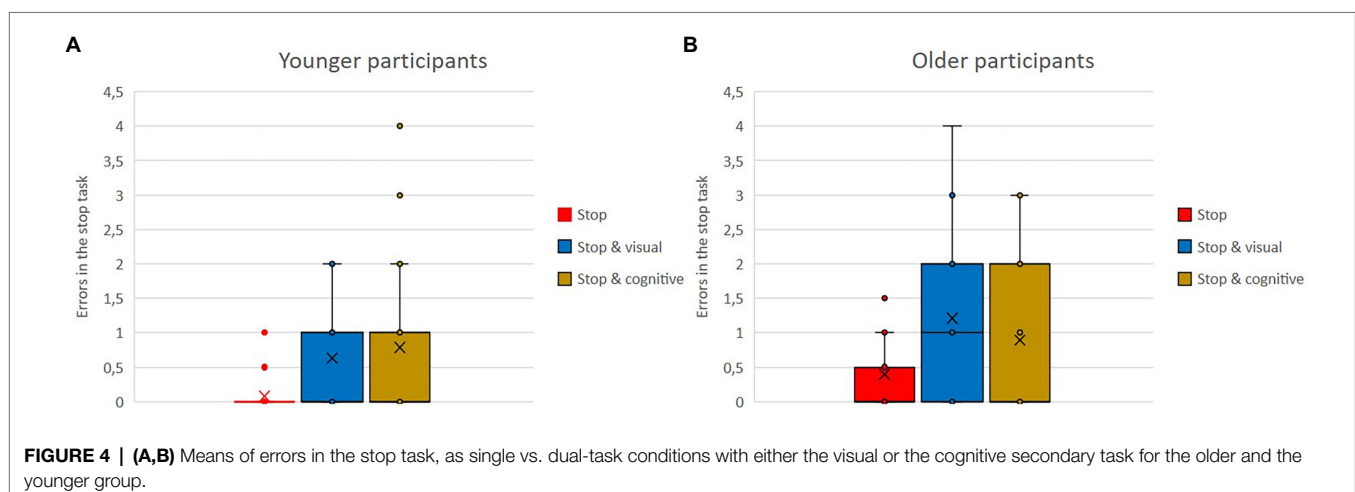 A
Younger participants
4,5
4
3,5
3
2,5
2
1,5
1
0,5
0
Errors in the stop task
Stop
Stop & visual
Stop & cognitive
B
Older participants
4,5
4
3,5
3
2,5
2
1,5
1
0,5
0
Errors in the stop task
Stop
Stop & visual
Stop & cognitive
FIGURE 4 | (A,B) Means of errors in the stop task, as single vs. dual-task conditions with either the visual or the cognitive secondary task for the older and the
younger group.